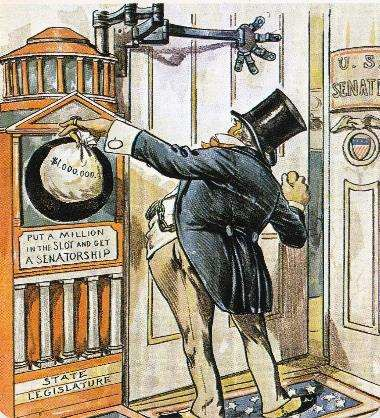 U. S.
SENATE
$1,000,000.
PUT A MILLION
IN THE SLOT AND GET
A SENATORSHIP
STATE
LEGISLATURE